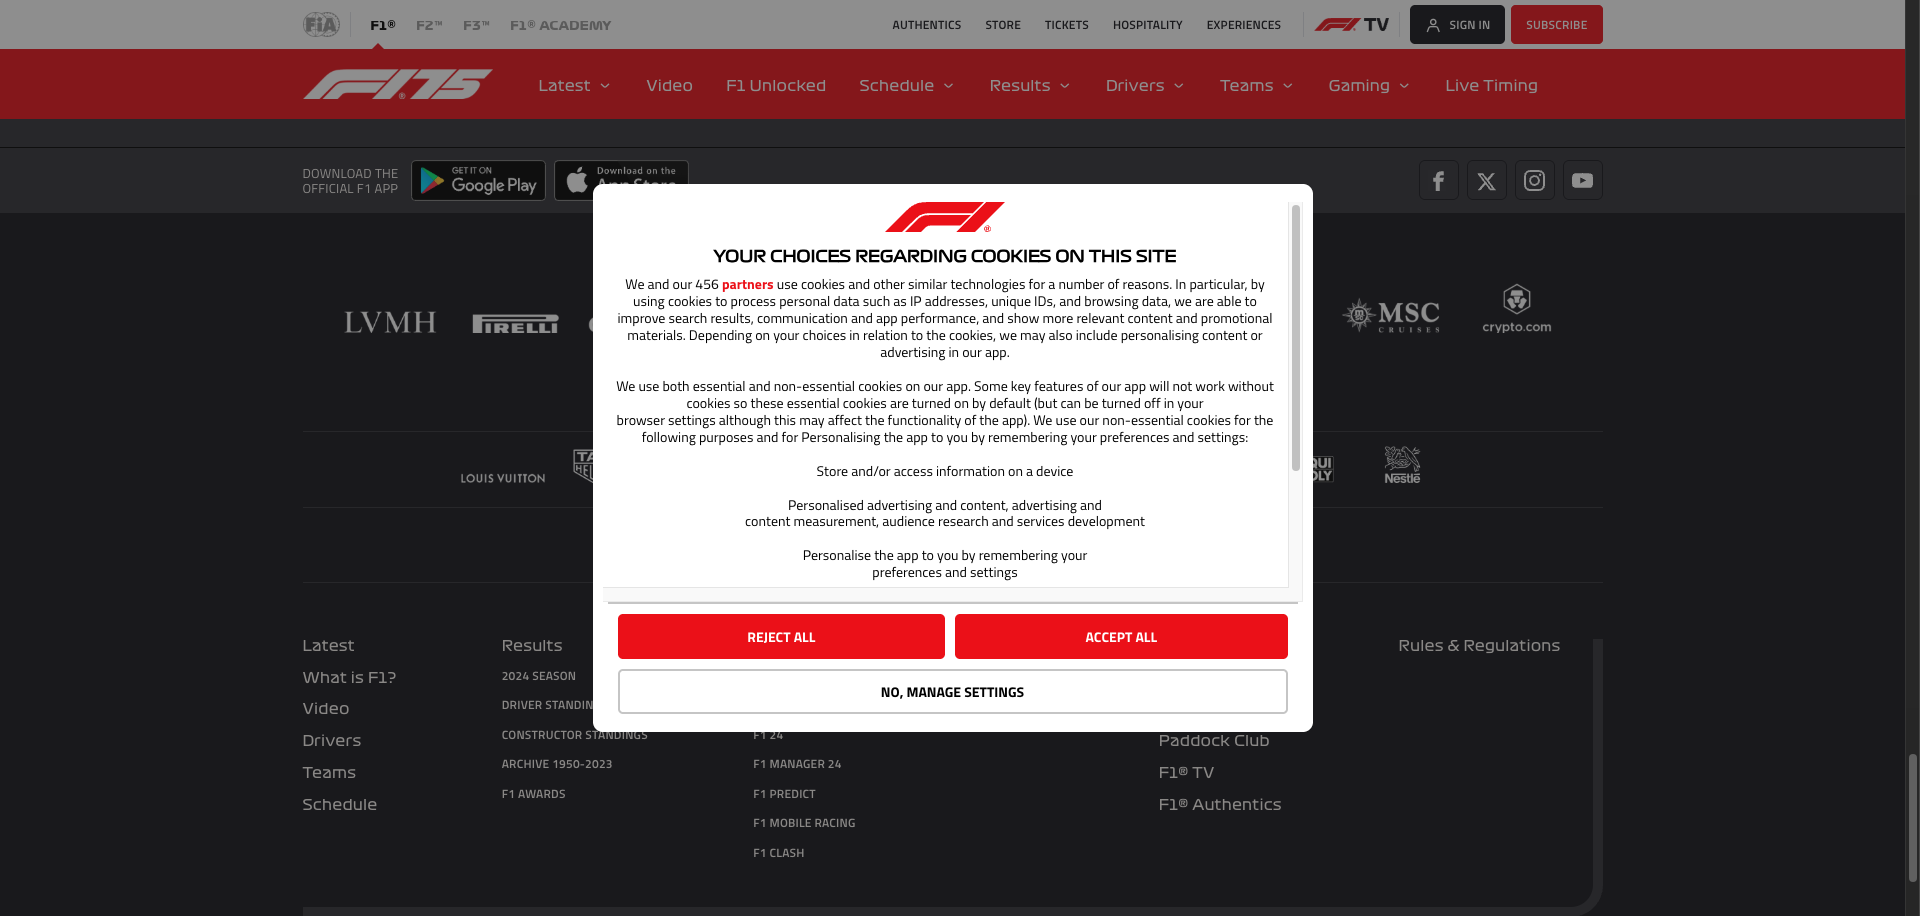 FiA F1® F2™ F3™ F1® ACADEMY AUTHENTICS STORE TICKETS HOSPITALITY EXPERIENCES F1 TV SIGN IN SUBSCRIBE
F1.75 Latest Video F1 Unlocked Schedule Results Drivers Teams Gaming Live Timing
DOWNLOAD THE
OFFICIAL F1 APP
GET IT ON
Google Play
Download on the
F1®
YOUR CHOICES REGARDING COOKIES ON THIS SITE
We and our 456 partners use cookies and other similar technologies for a number of reasons. In particular, by
using cookies to process personal data such as IP addresses, unique IDs, and browsing data, we are able to
improve search results, communication and app performance, and show more relevant content and promotional
materials. Depending on your choices in relation to the cookies, we may also include personalising content or
advertising in our app.
We use both essential and non-essential cookies on our app. Some key features of our app will not work without
cookies so these essential cookies are turned on by default (but can be turned off in your
browser settings although this may affect the functionality of the app). We use our non-essential cookies for the
following purposes and for Personalising the app to you by remembering your preferences and settings:
Store and/or access information on a device
Personalised advertising and content, advertising and
content measurement, audience research and services development
Personalise the app to you by remembering your
preferences and settings
REJECT ALL
ACCEPT ALL
NO, MANAGE SETTINGS
LVMH
PIRELLI
MSC
CRUISES
crypto.com
LOUIS VUITTON
Nestlé
Latest
What is F1?
Video
Drivers
Teams
Schedule
Results
2024 SEASON
DRIVER STANDIN
CONSTRUCTOR STANDINGS
ARCHIVE 1950-2023
F1 AWARDS
F1 24
F1 MANAGER 24
F1 PREDICT
F1 MOBILE RACING
F1 CLASH
Paddock Club
F1® TV
F1® Authentics
Rules & Regulations